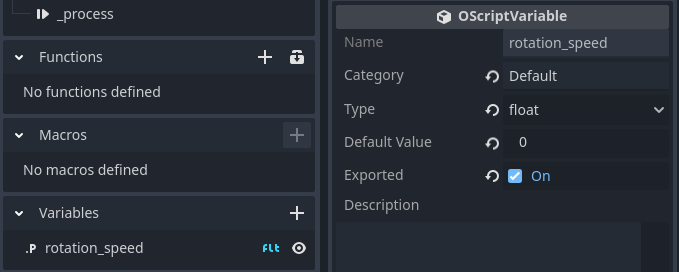 _process
Functions
No functions defined
Macros
No macros defined
Variables
.P rotation_speed flt
OScriptVariable
Name rotation_speed
Category Default
Type float
Default Value 0
Exported On
Description